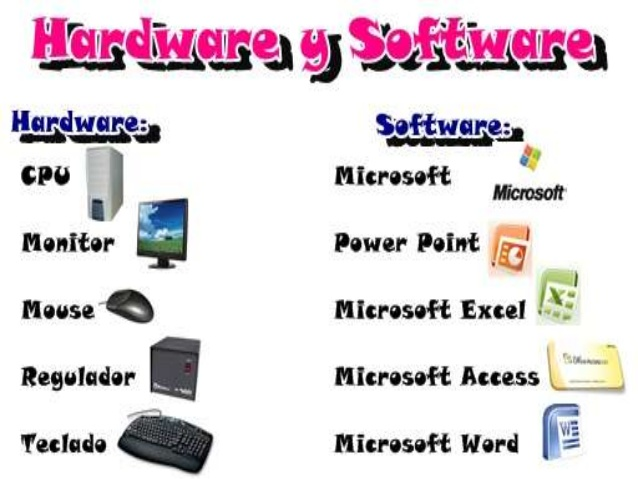 Hardware y Software
Hardware:
CPU
Monitor
Mouse
Regulador
Teclado
Software:
Microsoft
Microsoft
Power Point
Microsoft Excel
Microsoft Access
Microsoft Word